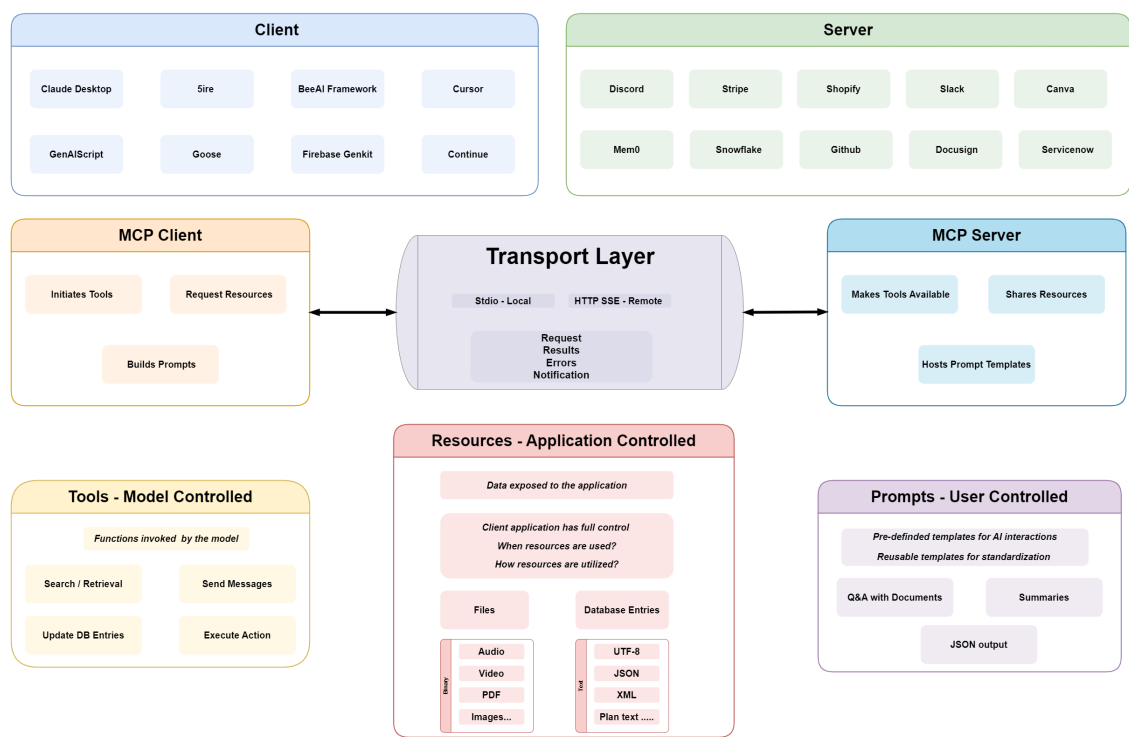 Client
Claude Desktop
5ire
BeeAI Framework
Cursor
GenAIScript
Goose
Firebase Genkit
Continue
Server
Discord
Stripe
Shopify
Slack
Canva
Mem0
Snowflake
Github
Docusign
Servicenow
MCP Client
Initiates Tools
Request Resources
Builds Prompts
Transport Layer
Stdio - Local
HTTP SSE - Remote
Request
Results
Errors
Notification
MCP Server
Makes Tools Available
Shares Resources
Hosts Prompt Templates
Tools - Model Controlled
Functions invoked by the model
Search / Retrieval
Send Messages
Update DB Entries
Execute Action
Resources - Application Controlled
Data exposed to the application
Client application has full control
When resources are used?
How resources are utilized?
Files
Database Entries
Binary
Audio
Video
PDF
Images...
Text
UTF-8
JSON
XML
Plan text .....
Prompts - User Controlled
Pre-definded templates for AI interactions
Reusable templates for standardization
Q&A with Documents
Summaries
JSON output